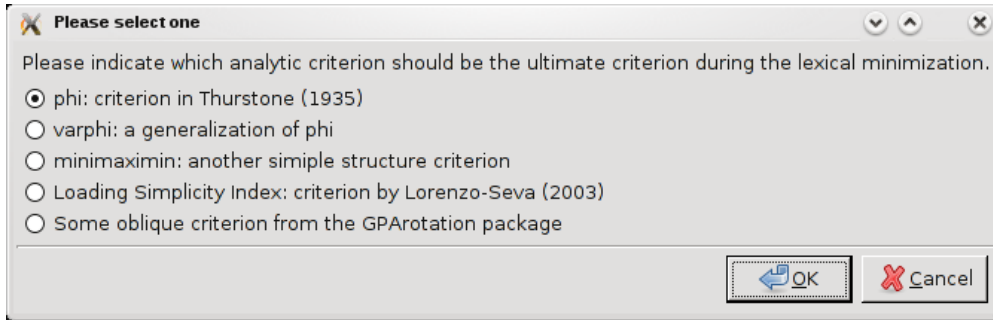 Please select one
Please indicate which analytic criterion should be the ultimate criterion during the lexical minimization.
phi: criterion in Thurstone (1935)
varphi: a generalization of phi
minimaximin: another simiple structure criterion
Loading Simplicity Index: criterion by Lorenzo-Seva (2003)
Some oblique criterion from the GPArotation package
OK
Cancel